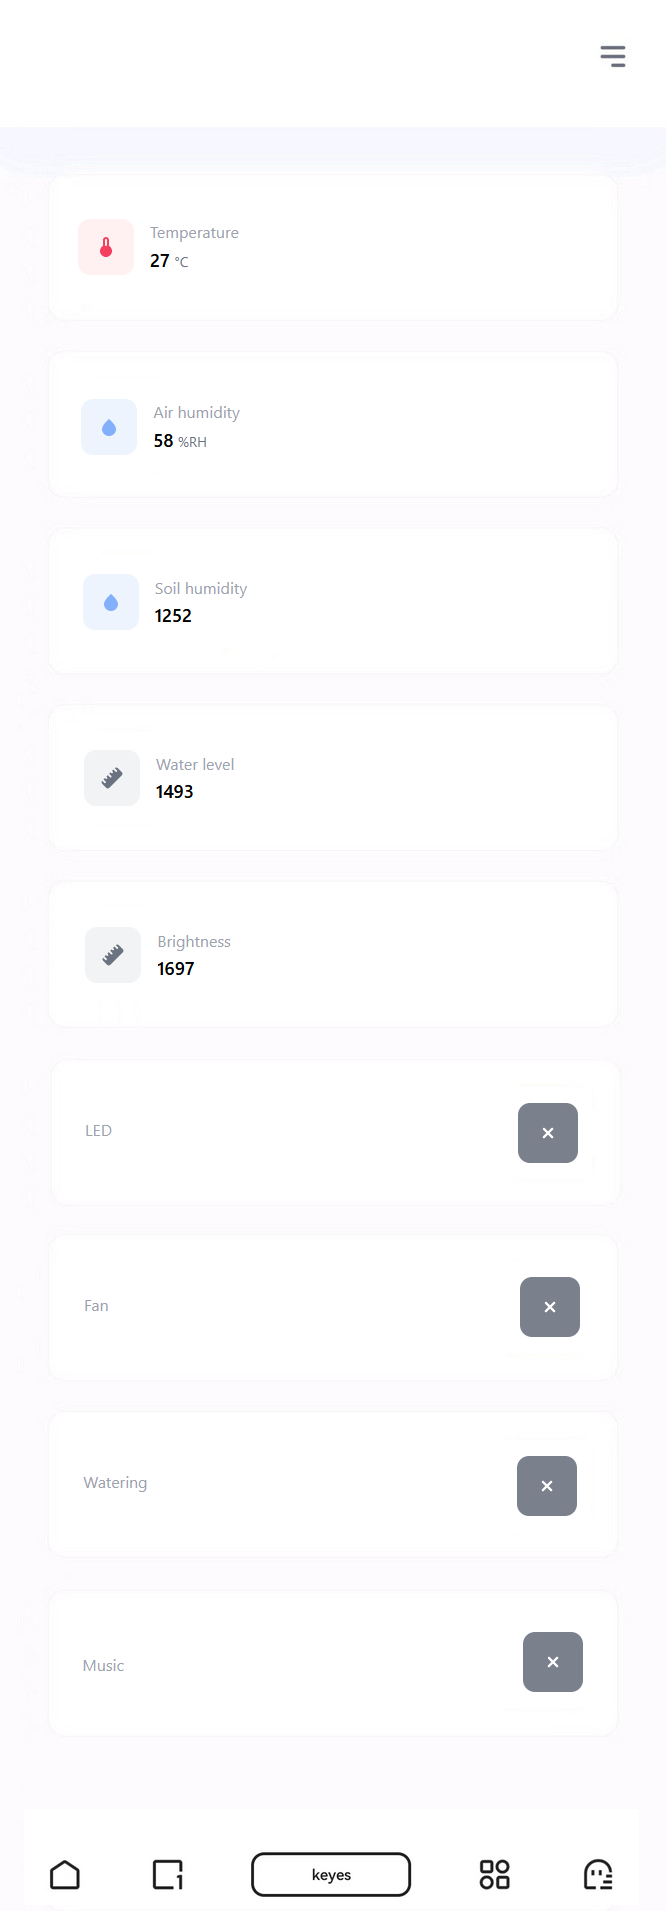 Temperature
27 °C
Air humidity
58 %RH
Soil humidity
1252
Water level
1493
Brightness
1697
LED
Fan
Watering
Music
1
keyes